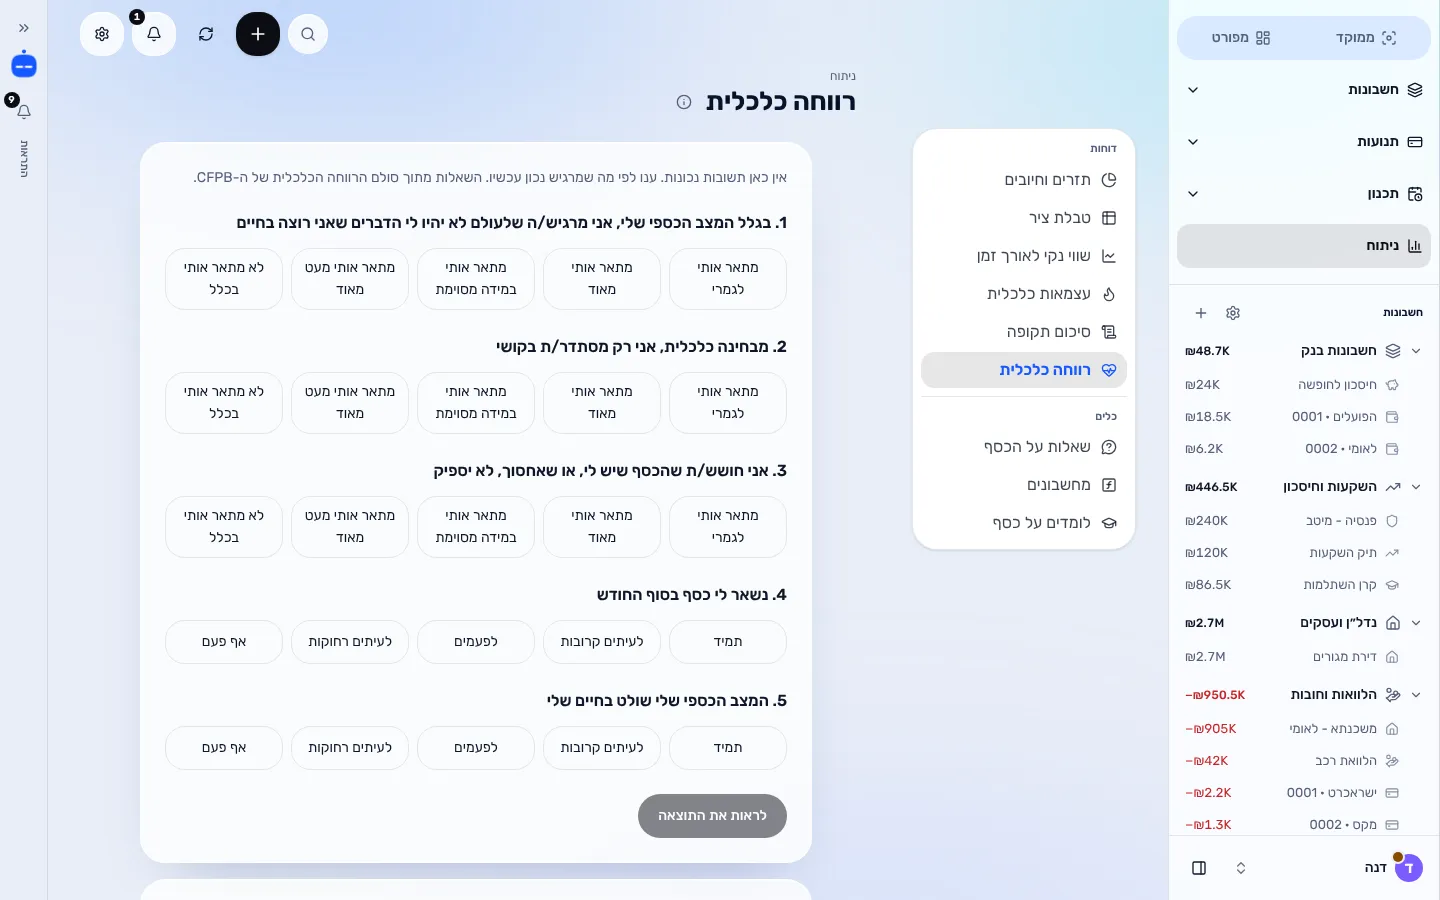 ממוקד
מפורט
חשבונות
תנועות
תכנון
ניתוח
חשבונות
חשבונות בנק ₪48.7K
חיסכון לחופשה ₪24K
הפועלים • 0001 ₪18.5K
לאומי • 0002 ₪6.2K
השקעות וחיסכון ₪446.5K
פנסיה - מיטב ₪240K
תיק השקעות ₪120K
קרן השתלמות ₪86.5K
נדל״ן ועסקים ₪2.7M
דירת מגורים ₪2.7M
הלוואות וחובות −₪950.5K
משכנתא - לאומי −₪905K
הלוואת רכב −₪42K
ישראכרט • 0001 −₪2.2K
מקס • 0002 −₪1.3K
ד
דנה
1
ניתוח
רווחה כלכלית
דוחות
תזרים וחיובים
טבלת ציר
שווי נקי לאורך זמן
עצמאות כלכלית
סיכום תקופה
רווחה כלכלית
כלים
שאלות על הכסף
מחשבונים
לומדים על כסף
אין כאן תשובות נכונות. ענו לפי מה שמרגיש נכון עכשיו. השאלות מתוך סולם הרווחה הכלכלית של ה-CFPB.
1. בגלל המצב הכספי שלי, אני מרגיש/ה שלעולם לא יהיו לי הדברים שאני רוצה בחיים
מתאר אותי לגמרי
מתאר אותי מאוד
מתאר אותי במידה מסוימת
מתאר אותי מעט מאוד
לא מתאר אותי בכלל
2. מבחינה כלכלית, אני רק מסתדר/ת בקושי
מתאר אותי לגמרי
מתאר אותי מאוד
מתאר אותי במידה מסוימת
מתאר אותי מעט מאוד
לא מתאר אותי בכלל
3. אני חושש/ת שהכסף שיש לי, או שאחסוך, לא יספיק
מתאר אותי לגמרי
מתאר אותי מאוד
מתאר אותי במידה מסוימת
מתאר אותי מעט מאוד
לא מתאר אותי בכלל
4. נשאר לי כסף בסוף החודש
תמיד
לעיתים קרובות
לפעמים
לעיתים רחוקות
אף פעם
5. המצב הכספי שלי שולט בחיים שלי
תמיד
לעיתים קרובות
לפעמים
לעיתים רחוקות
אף פעם
לראות את התוצאה
9
התראות